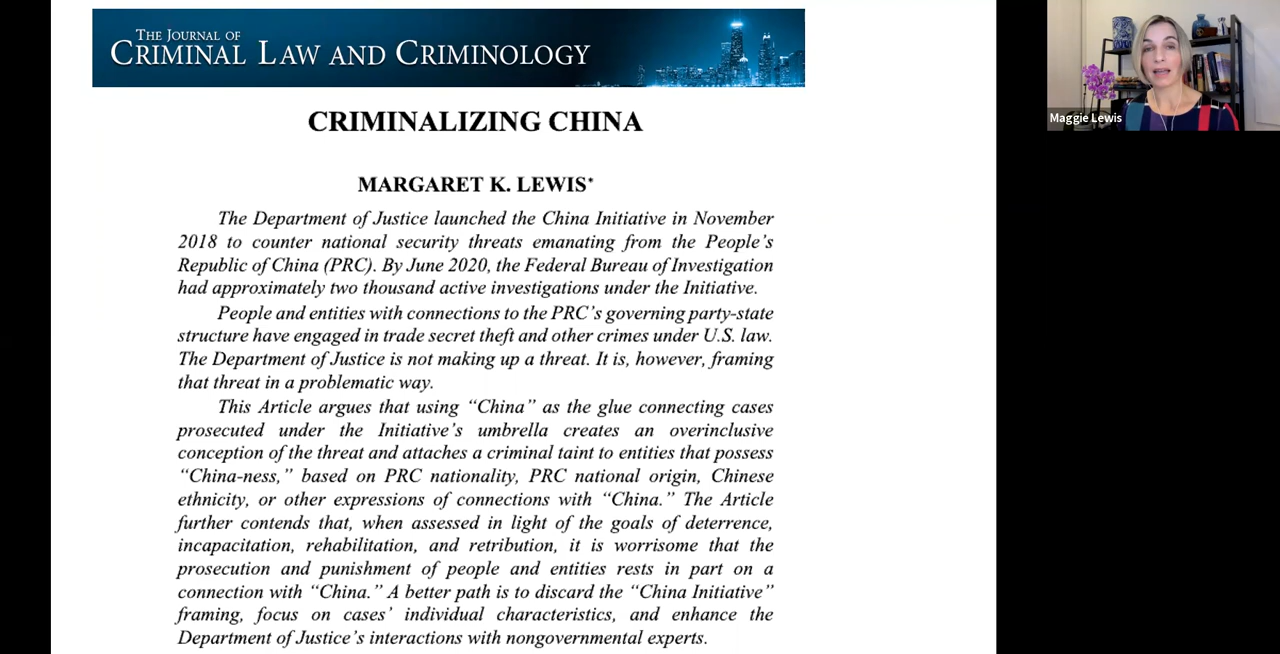 THE JOURNAL OF
CRIMINAL LAW AND CRIMINOLOGY
CRIMINALIZING CHINA
MARGARET K. LEWIS*
The Department of Justice launched the China Initiative in November
2018 to counter national security threats emanating from the People’s
Republic of China (PRC). By June 2020, the Federal Bureau of Investigation
had approximately two thousand active investigations under the Initiative.
People and entities with connections to the PRC’s governing party-state
structure have engaged in trade secret theft and other crimes under U.S. law.
The Department of Justice is not making up a threat. It is, however, framing
that threat in a problematic way.
This Article argues that using “China” as the glue connecting cases
prosecuted under the Initiative’s umbrella creates an overinclusive
conception of the threat and attaches a criminal taint to entities that possess
“China-ness,” based on PRC nationality, PRC national origin, Chinese
ethnicity, or other expressions of connections with “China.” The Article
further contends that, when assessed in light of the goals of deterrence,
incapacitation, rehabilitation, and retribution, it is worrisome that the
prosecution and punishment of people and entities rests in part on a
connection with “China.” A better path is to discard the “China Initiative”
framing, focus on cases’ individual characteristics, and enhance the
Department of Justice’s interactions with nongovernmental experts.
Maggie Lewis